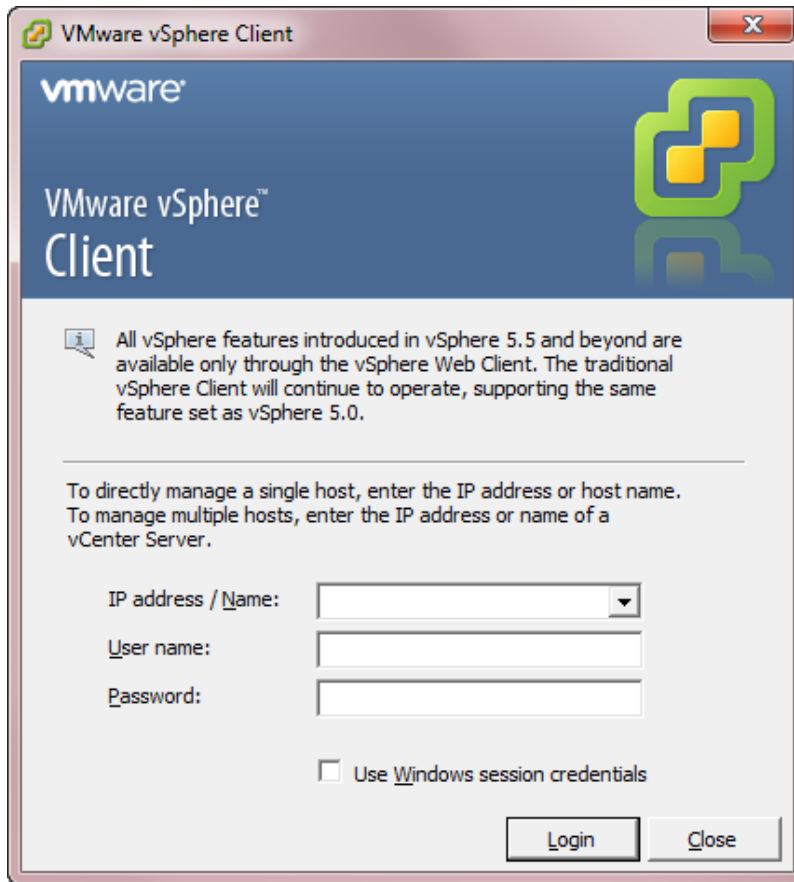 VMware vSphere Client
vmware
VMware vSphere™
Client
All vSphere features introduced in vSphere 5.5 and beyond are
available only through the vSphere Web Client. The traditional
vSphere Client will continue to operate, supporting the same
feature set as vSphere 5.0.
To directly manage a single host, enter the IP address or host name.
To manage multiple hosts, enter the IP address or name of a
vCenter Server.
IP address / Name:
User name:
Password:
Use Windows session credentials
Login Close